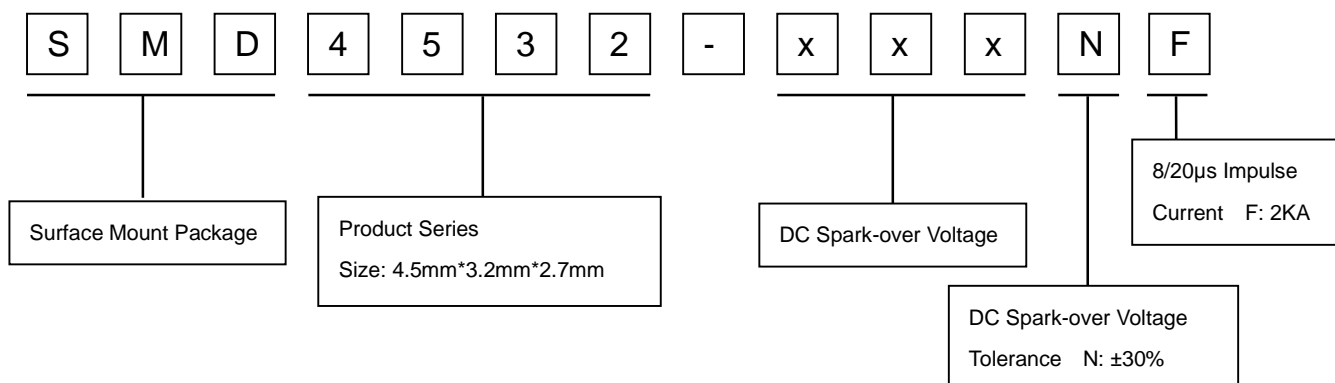 S M D 4 5 3 2 - x x x N F
8/20µs Impulse
Current F: 2KA
Surface Mount Package
Product Series
Size: 4.5mm*3.2mm*2.7mm
DC Spark-over Voltage
DC Spark-over Voltage
Tolerance N: ±30%